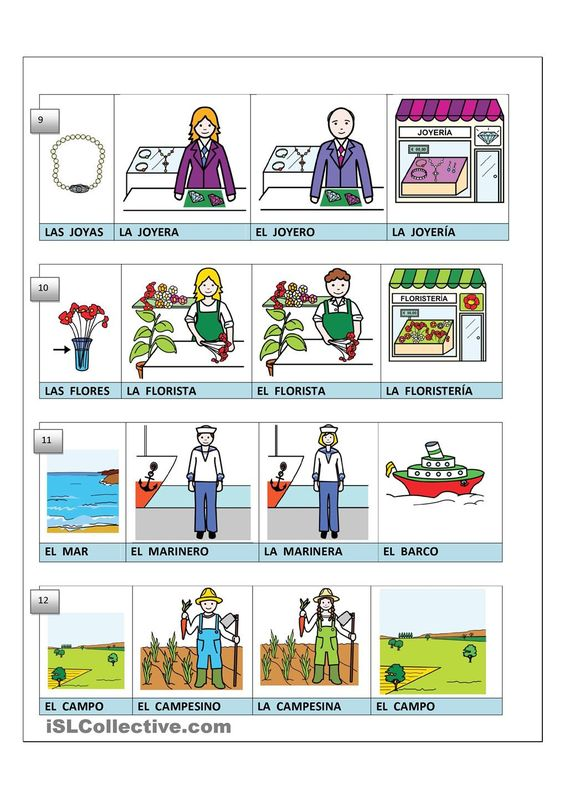 9
JOYERÍA
LAS JOYAS LA JOYERA EL JOYERO LA JOYERÍA
10
FLORISTERÍA
LAS FLORES LA FLORISTA EL FLORISTA LA FLORISTERÍA
11
EL MAR EL MARINERO LA MARINERA EL BARCO
12
EL CAMPO EL CAMPESINO LA CAMPESINA EL CAMPO
iSLCollective.com